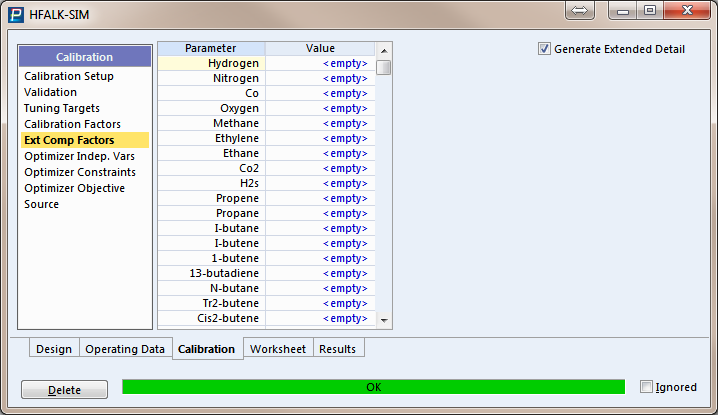 HFALK-SIM
Calibration
Calibration Setup
Validation
Tuning Targets
Calibration Factors
Ext Comp Factors
Optimizer Indep. Vars
Optimizer Constraints
Optimizer Objective
Source
Parameter Value
Hydrogen <empty>
Nitrogen <empty>
Co <empty>
Oxygen <empty>
Methane <empty>
Ethylene <empty>
Ethane <empty>
Co2 <empty>
H2s <empty>
Propene <empty>
Propane <empty>
I-butane <empty>
I-butene <empty>
1-butene <empty>
13-butadiene <empty>
N-butane <empty>
Tr2-butene <empty>
Cis2-butene <empty>
Generate Extended Detail
Design Operating Data Calibration Worksheet Results
Delete OK Ignored